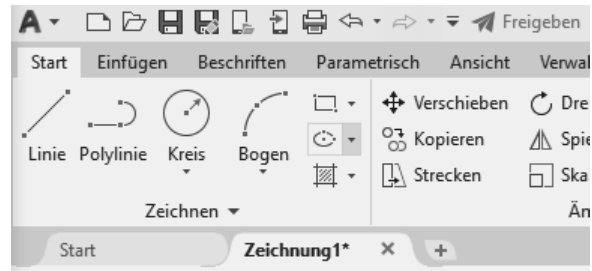 A Freigeben
Start Einfügen Beschriften Parametrisch Ansicht
Verschieben
Kopieren
Linie Polylinie Kreis Bogen
Strecken
Zeichnen
Start Zeichnung1* +